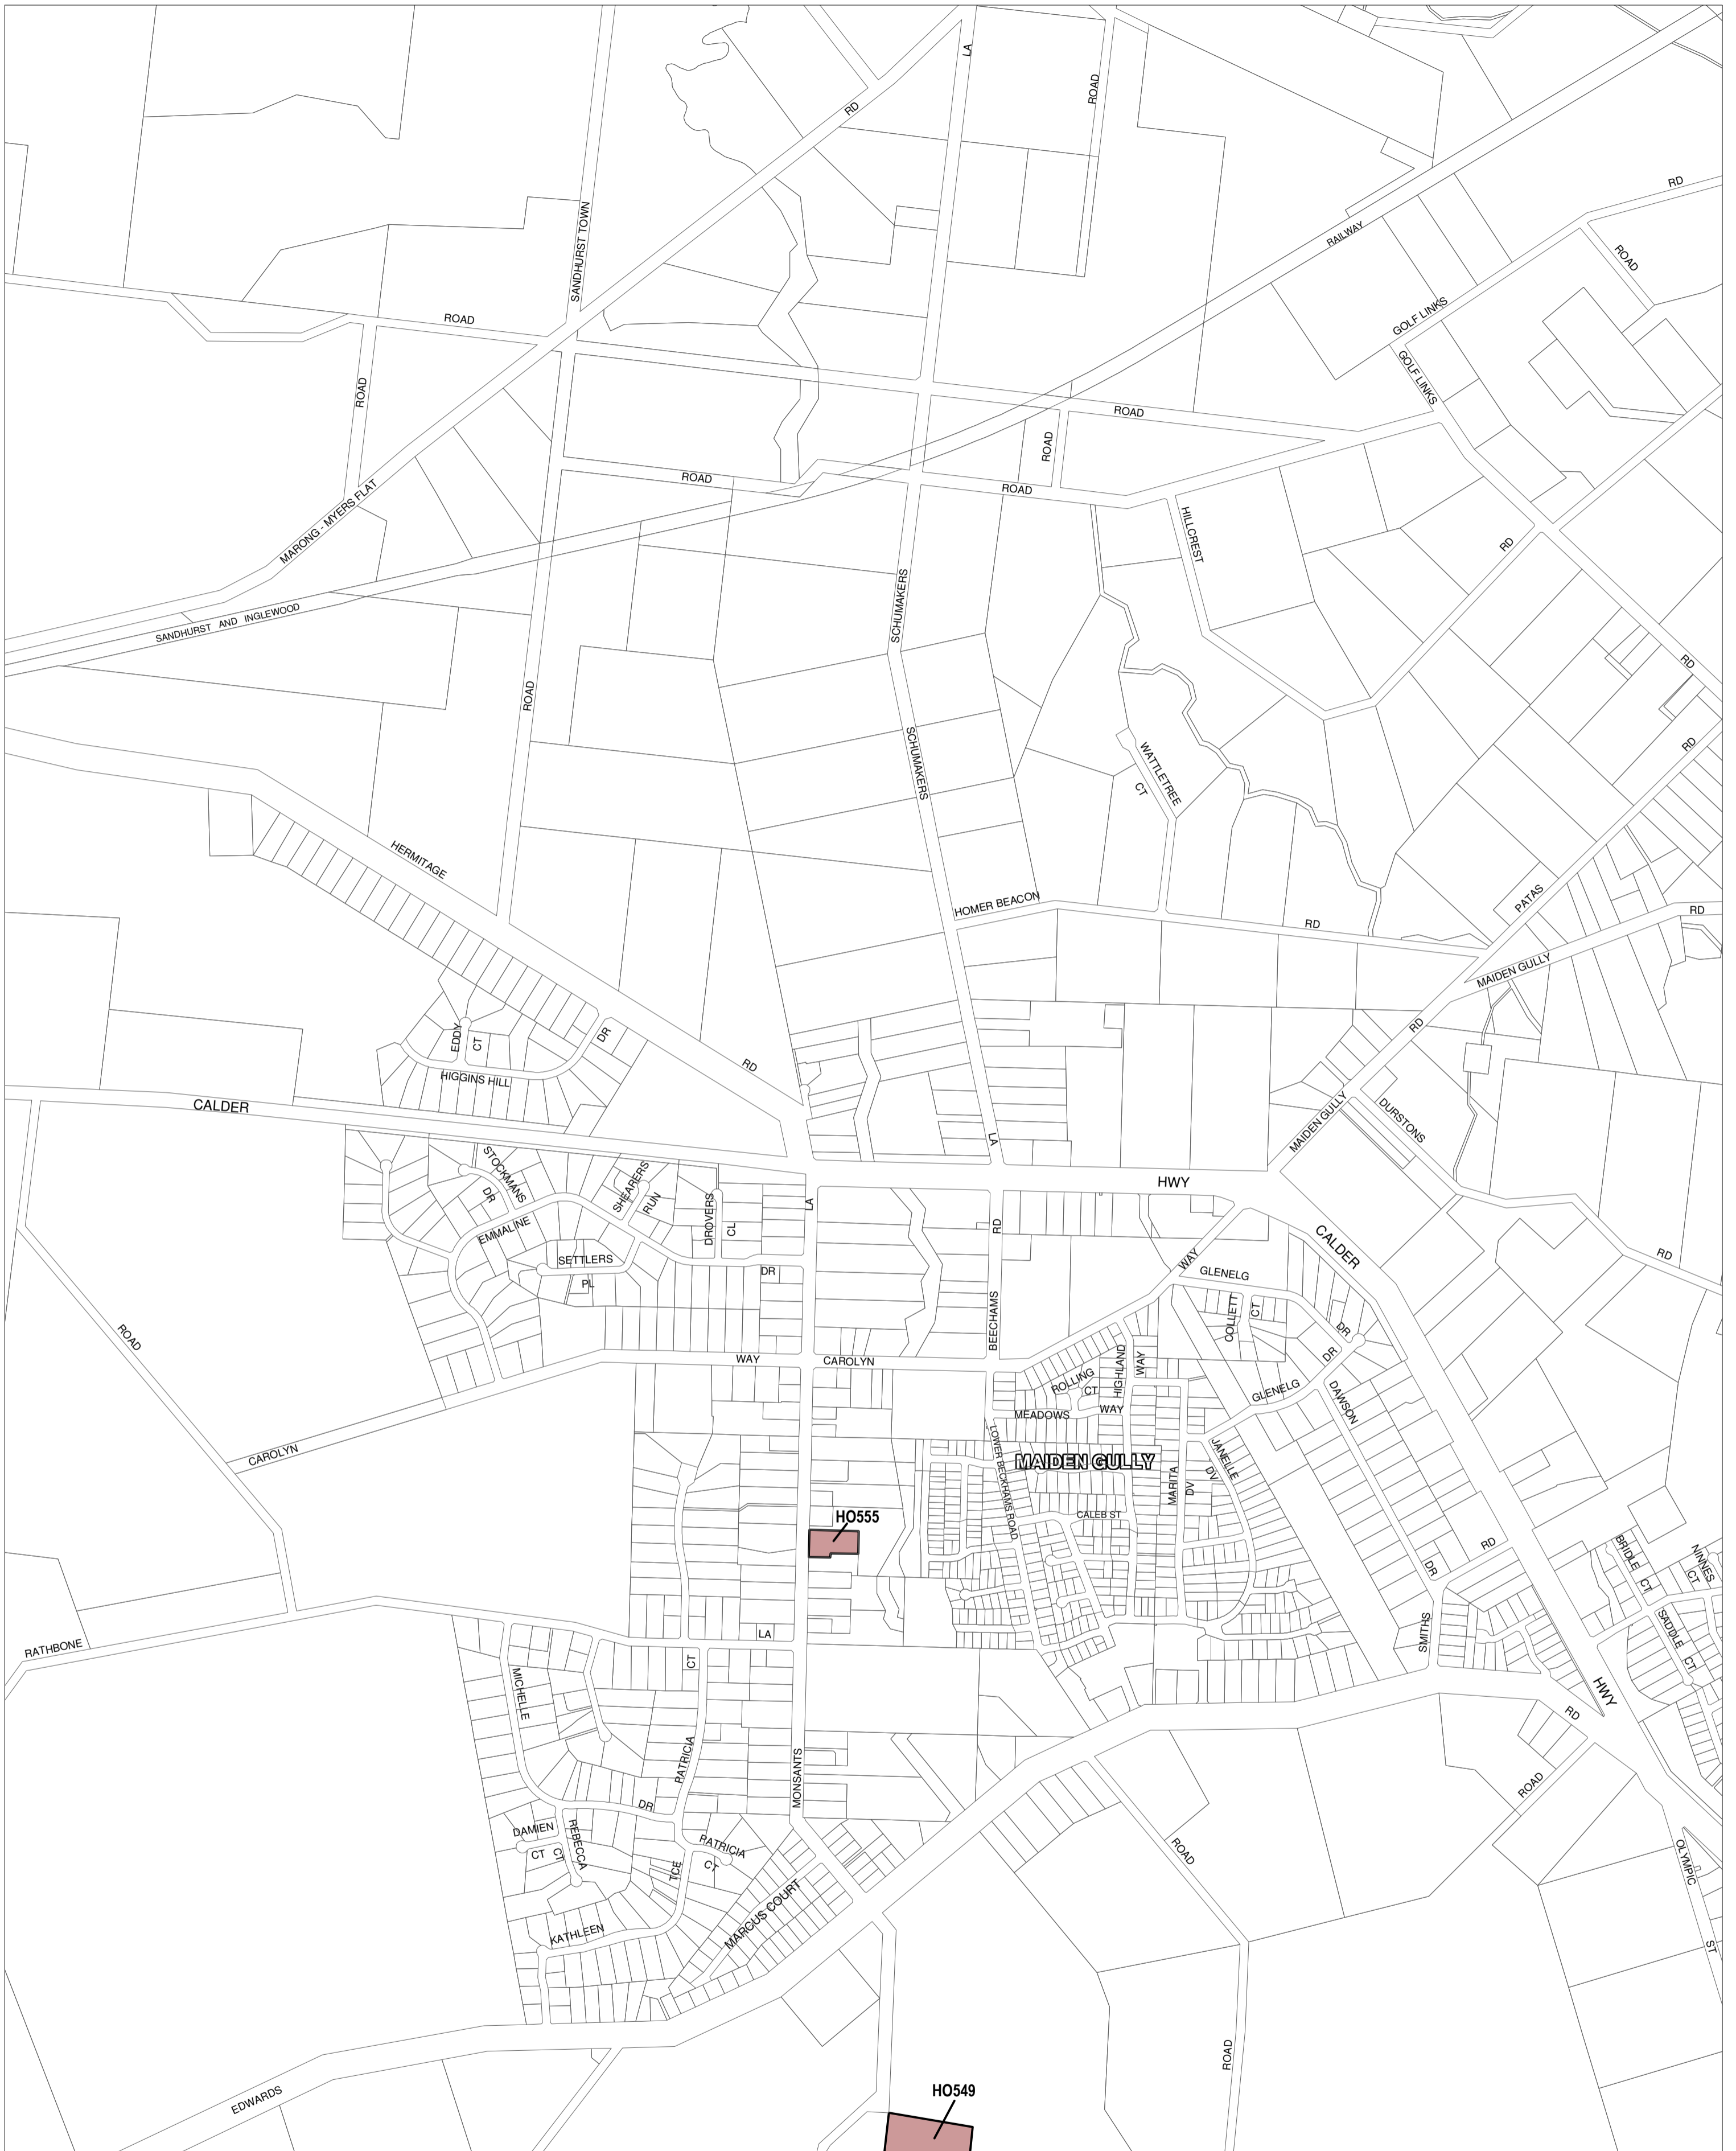 LA
ROAD
RD
RD
SANDHURST TOWN
RAILWAY
ROAD
ROAD
GOLF LINKS
GOLF LINKS
ROAD
ROAD
ROAD
ROAD
ROAD
MARONG - MYERS FLAT
HILLCREST
RD
SANDHURST AND INGLEWOOD
SCHUMAKERS
RD
ROAD
SCHUMAKERS
WATTLETREE
CT
RD
HERMITAGE
HOMER BEACON
PATAS
RD
RD
MAIDEN GULLY
EDDY
CT
DR
RD
HIGGINS HILL
RD
CALDER
MAIDEN GULLY
DURSTONS
LA
HWY
STOCKMANS
DR
SHEARERS
RUN
DROVERS
CL
LA
RD
EMMALINE
SETTLERS
PL
DR
CALDER
WAY
GLENELG
RD
ROAD
BEECHAMS
COLLETT
CT
DR
DR
WAY
CAROLYN
HIGHLAND
WAY
ROLLING
CT
GLENELG
DAWSON
MEADOWS
WAY
CAROLYN
LOWER BECKHAMS ROAD
MAIDEN GULLY
MARITA
DV
JANELLE
DV
CALEB ST
HO555
RD
DR
BRIDLE
CT
NINNES
CT
SMITHS
SADDLE
CT
RATHBONE
LA
CT
MICHELLE
HWY
RD
PATRICIA
MONSANTS
ROAD
DR
DAMIEN
CT
REBECCA
CT
PATRICIA
CT
TCE
ROAD
OLYMPIC
ST
MARCUS COURT
KATHLEEN
ROAD
EDWARDS
HO549